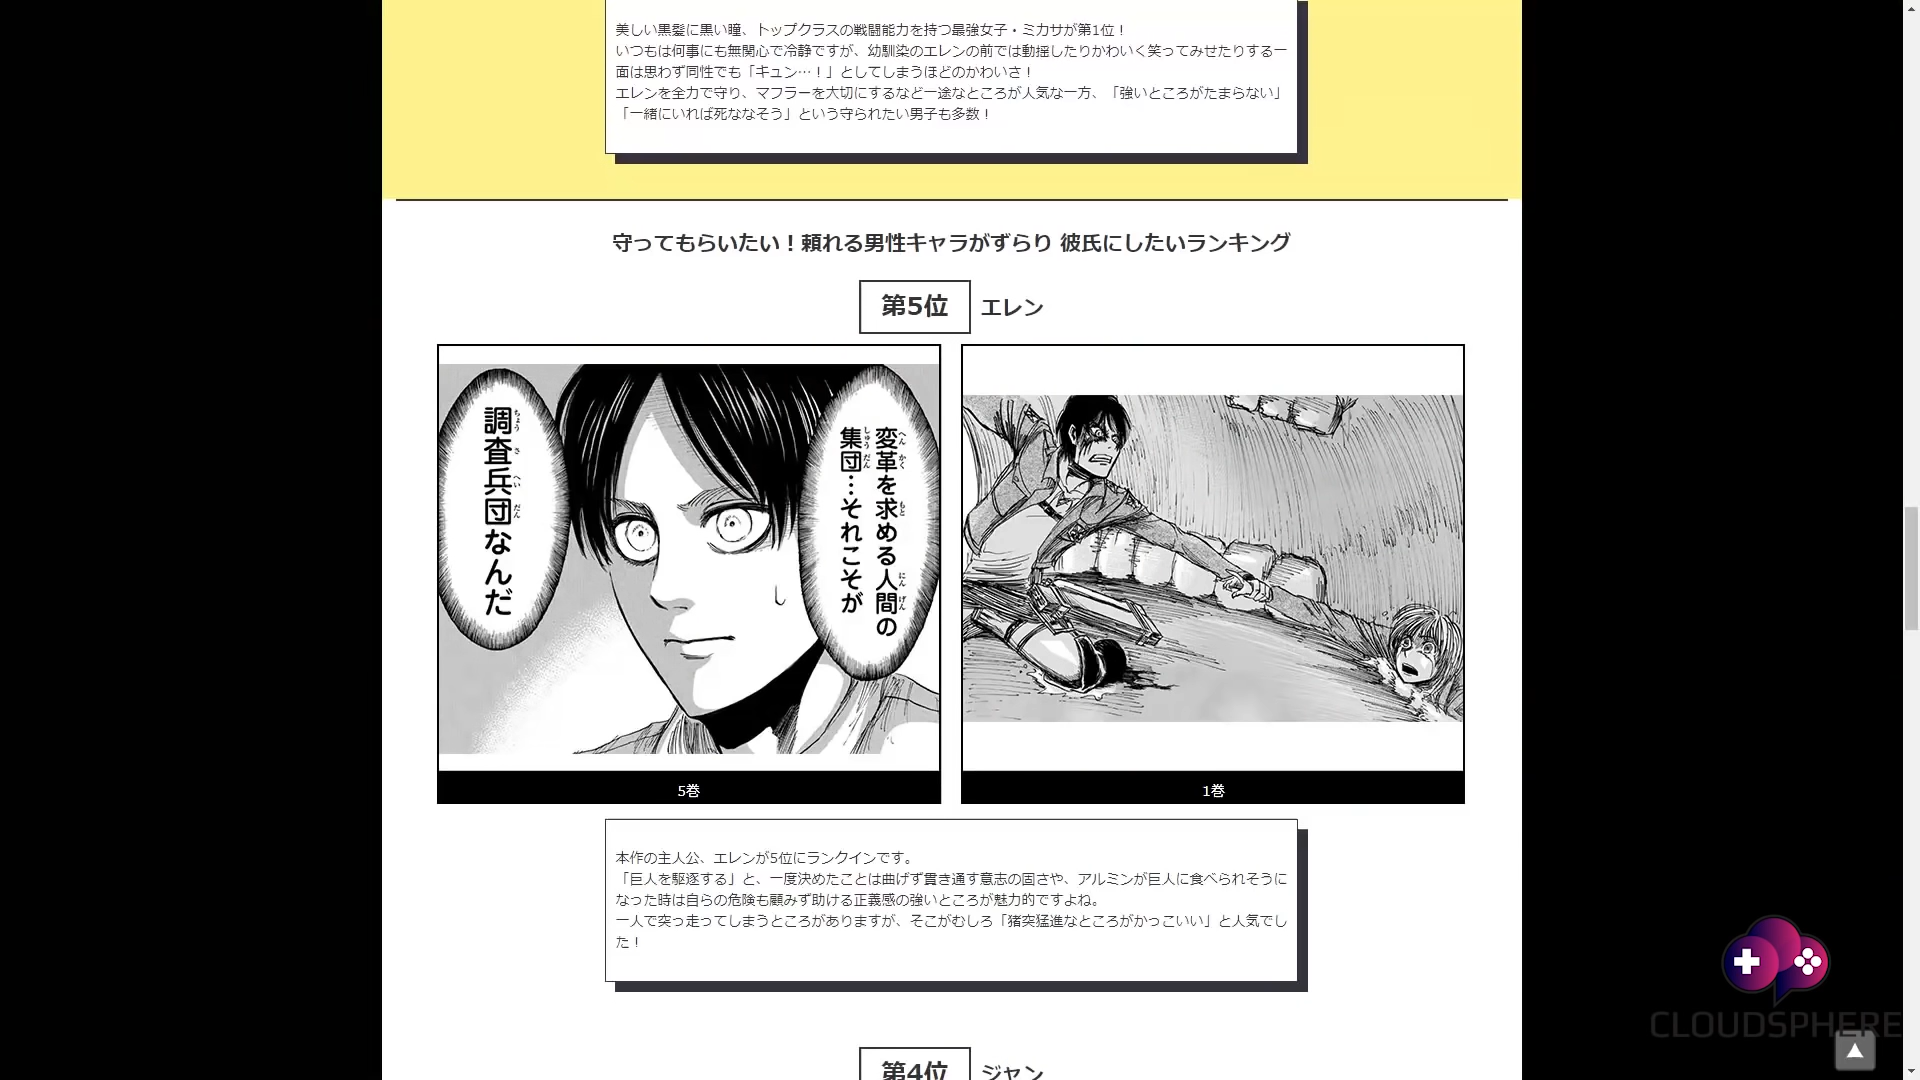 美しい黒髪に黒い瞳、トップクラスの戦闘能力を持つ最強女子・ミカサが第1位！
いつもは何事にも無関心で冷静ですが、幼馴染のエレンの前では動揺したりかわいく笑ってみせたりする一
面は思わず同性でも「キュン…！」としてしまうほどのかわいさ！
エレンを全力で守り、マフラーを大切にするなど一途なところが人気な一方、「強いところがたまらない」
「一緒にいれば死ななそう」という守られたい男子も多数！
守ってもらいたい！頼れる男性キャラがずらり 彼氏にしたいランキング
第5位 エレン
変革を求める人間の
集団…それこそが
調査兵団なんだ
5巻
1巻
本作の主人公、エレンが5位にランクインです。
「巨人を駆逐する」と、一度決めたことは曲げず貫き通す意志の固さや、アルミンが巨人に食べられそうに
なった時は自らの危険も顧みず助ける正義感の強いところが魅力的ですよね。
一人で突っ走ってしまうところがありますが、そこがむしろ「猪突猛進なところがかっこいい」と人気でし
た！
CLOUDSPHERE
第4位 ジャン